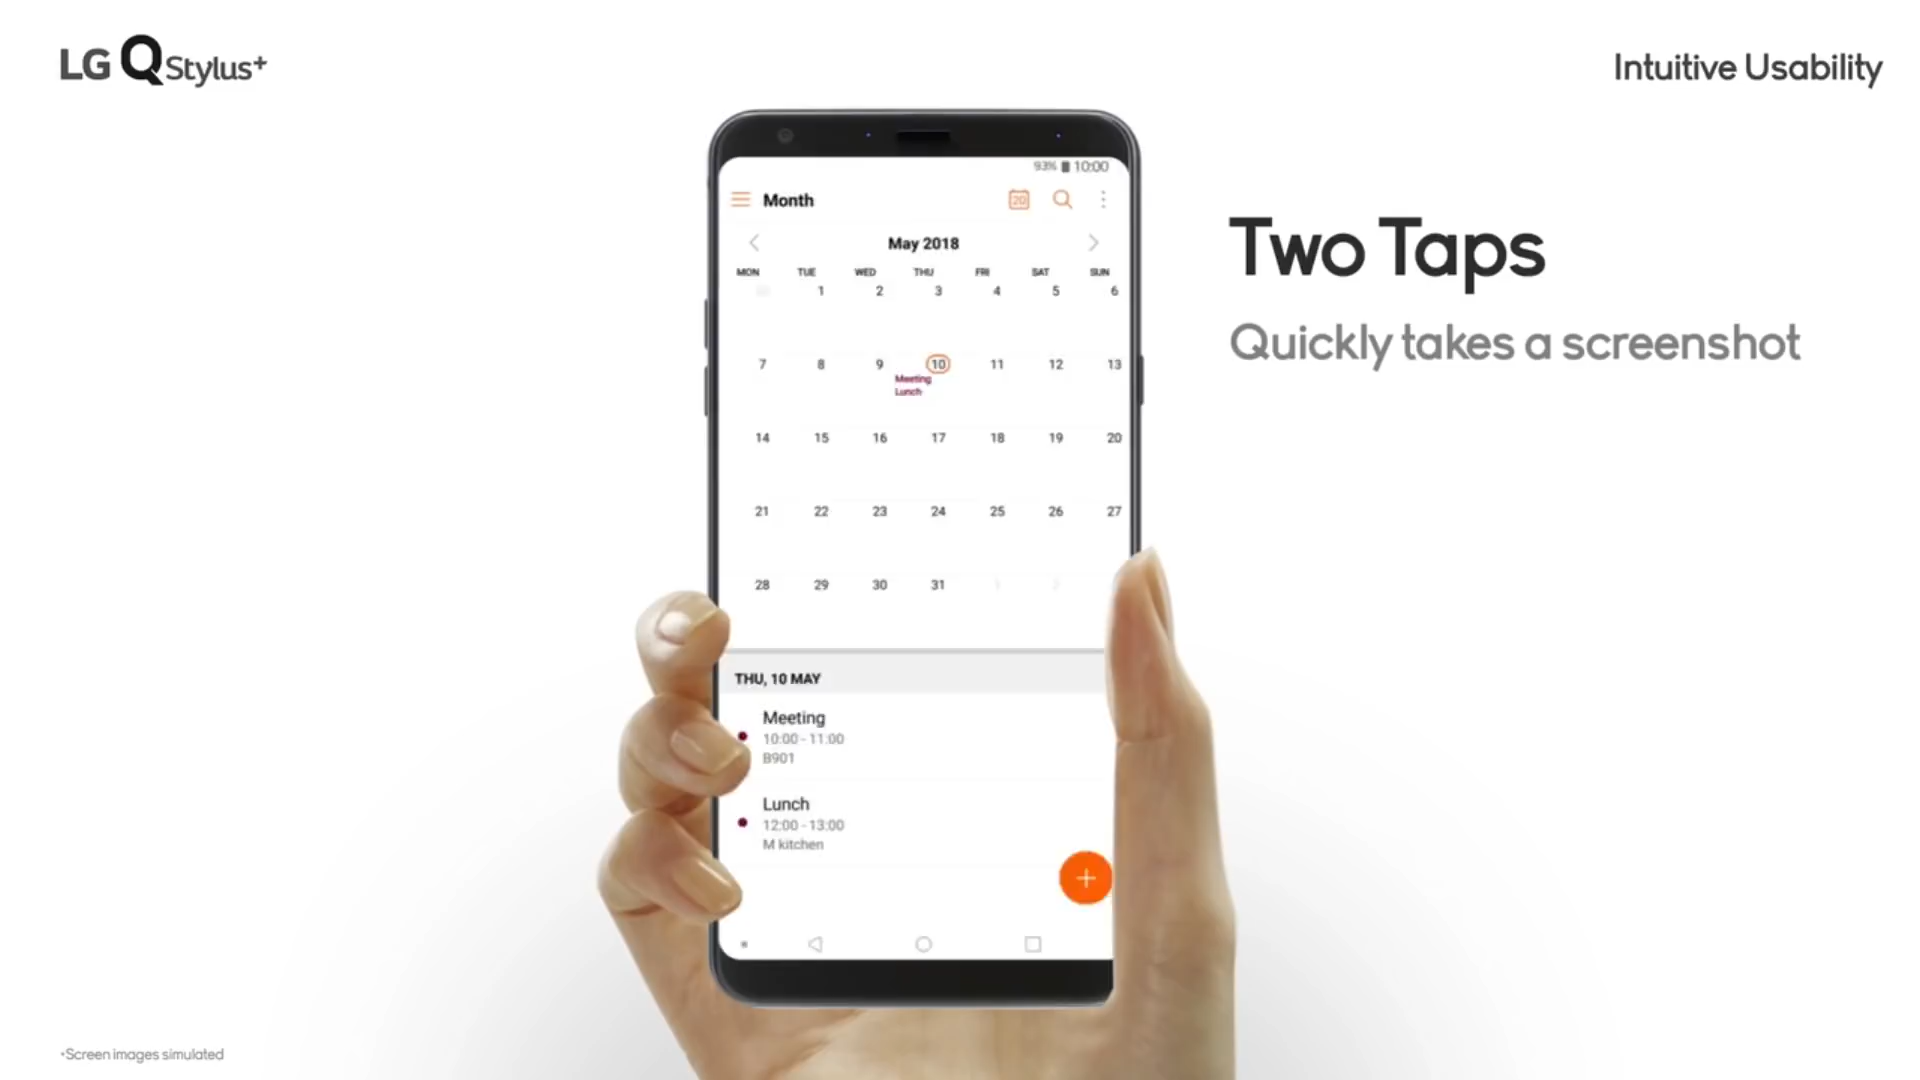 LG Q Stylus+
Intuitive Usability
93% 10:00
Month
20
May 2018
MON TUE WED THU FRI SAT SUN
1 2 3 4 5 6
7 8 9 10 11 12 13
Meeting
Lunch
14 15 16 17 18 19 20
21 22 23 24 25 26 27
28 29 30 31
THU, 10 MAY
Meeting
10:00 - 11:00
B901
Lunch
12:00 - 13:00
M kitchen
+
Two Taps
Quickly takes a screenshot
*Screen images simulated